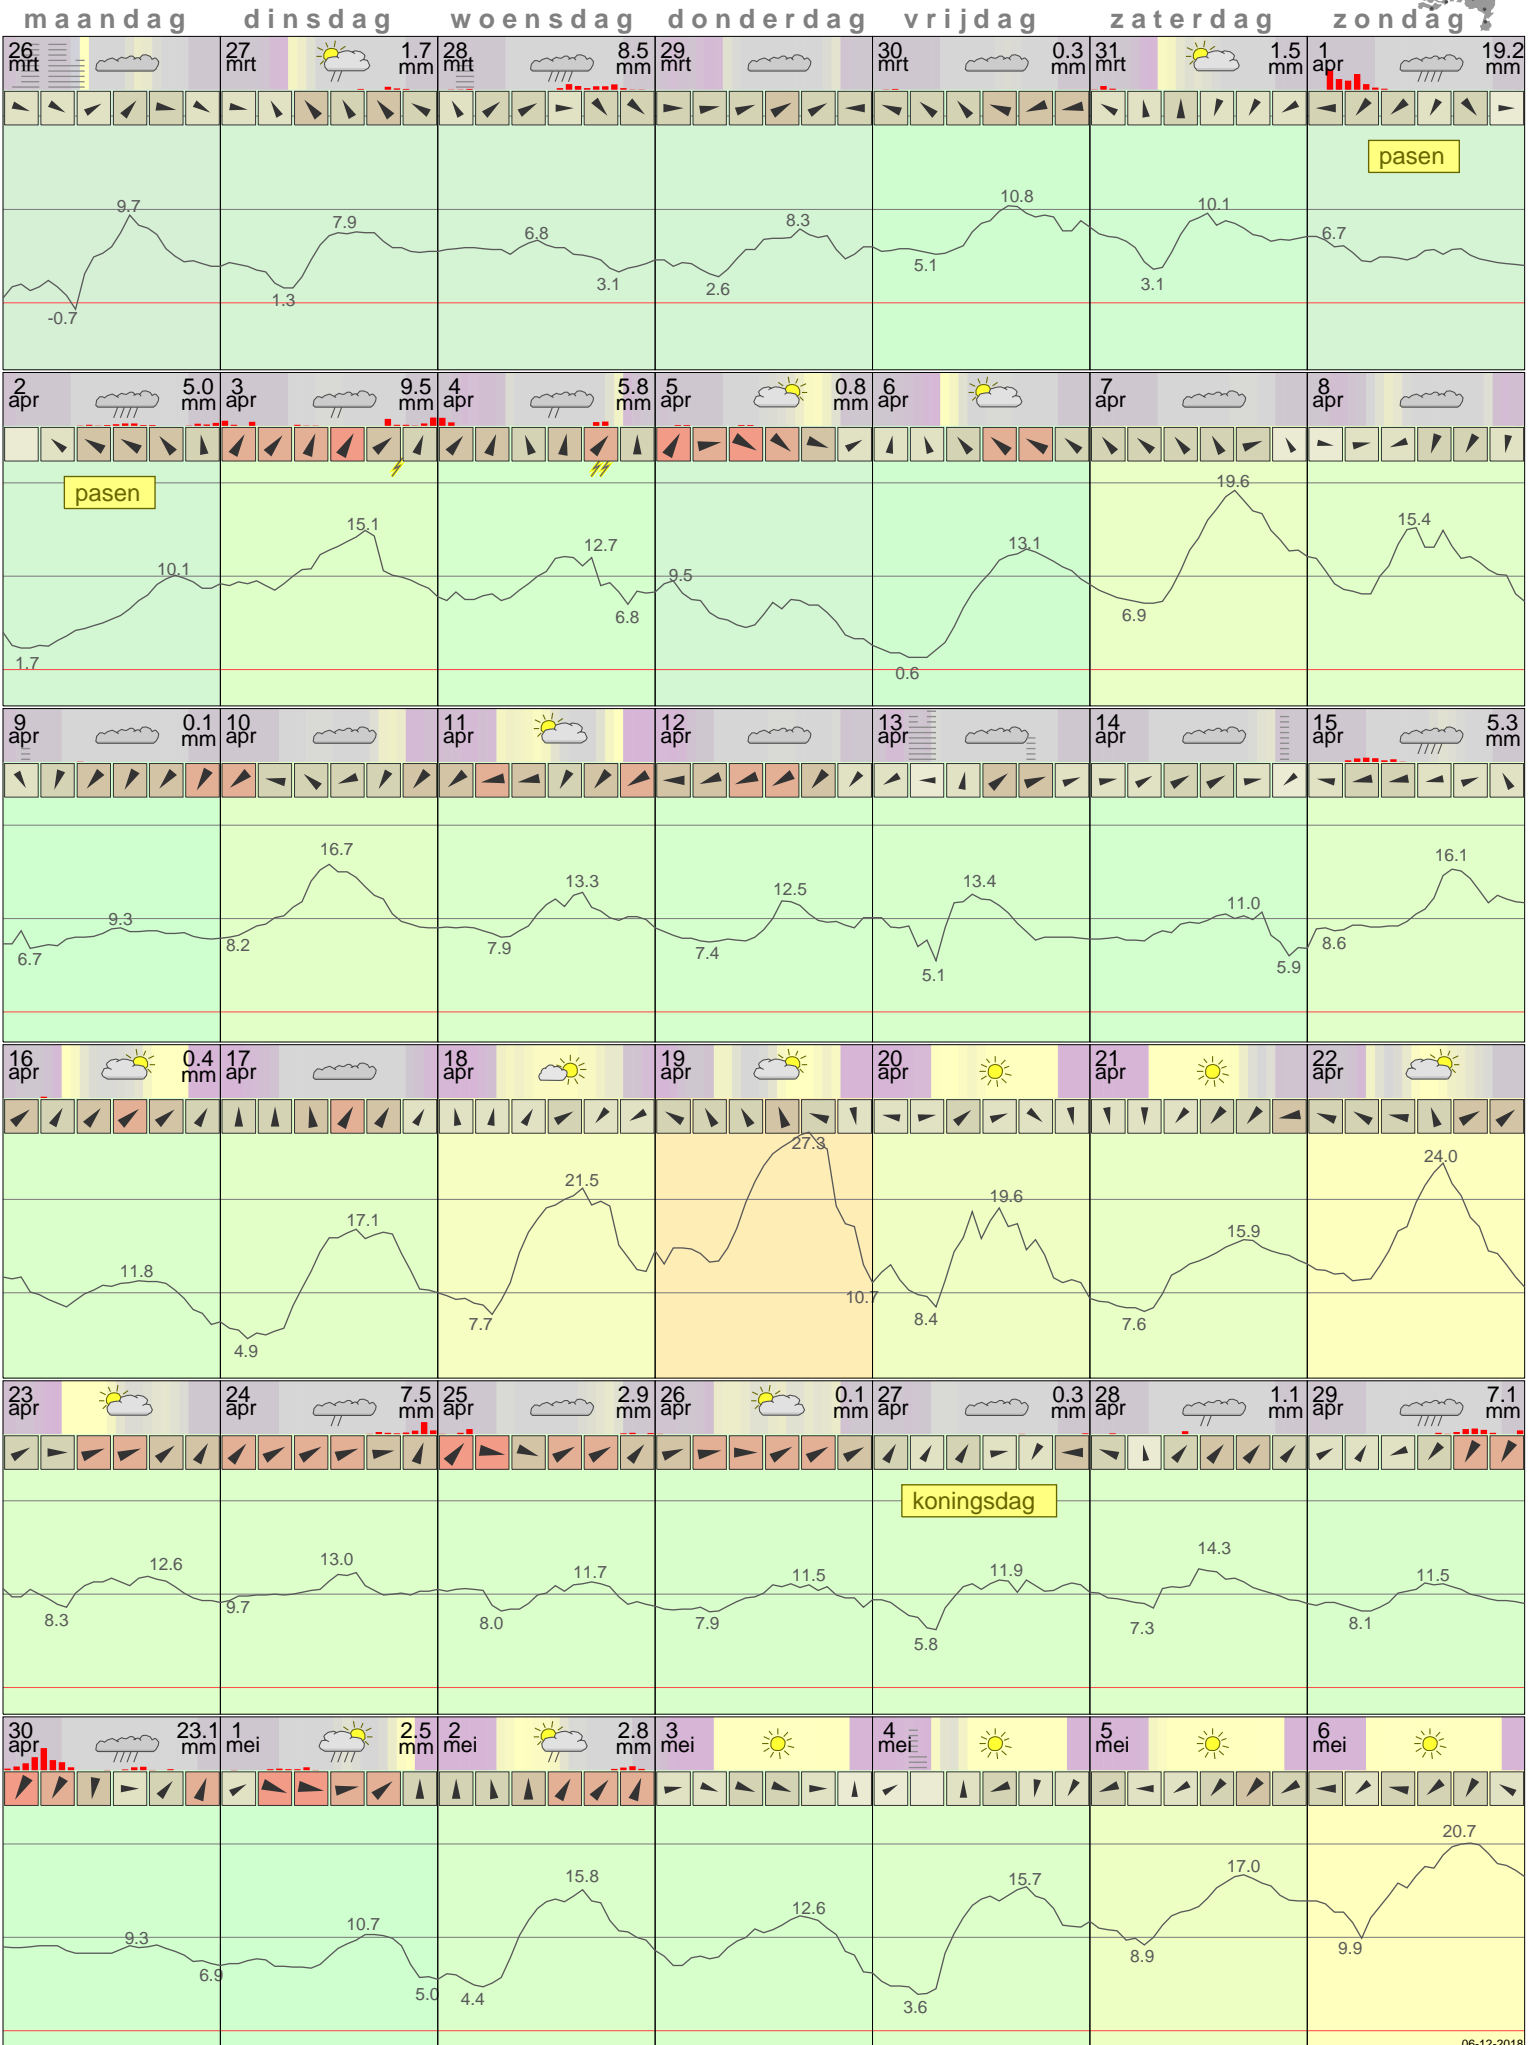 maandag dinsdag woensdag donderdag vrijdag zaterdag zondag
26 mrt 27 mrt 1.7 mm 28 mrt 8.5 mm 29 mrt 30 mrt 0.3 mm 31 mrt 1.5 mm 1 apr 19.2 mm
pasen
9.7 7.9 6.8 8.3 10.8 10.1 6.7
-0.7 1.3 3.1 2.6 5.1 3.1
2 apr 5.0 mm 3 apr 9.5 mm 4 apr 5.8 mm 5 apr 0.8 mm 6 apr 7 apr 8 apr
pasen
10.1 15.1 12.7 9.5 13.1 19.6 15.4
1.7 6.8 0.6 6.9
9 apr 0.1 mm 10 apr 11 apr 12 apr 13 apr 14 apr 15 apr 5.3 mm
9.3 16.7 13.3 12.5 13.4 11.0 16.1
6.7 8.2 7.9 7.4 5.1 5.9 8.6
16 apr 0.4 mm 17 apr 18 apr 19 apr 20 apr 21 apr 22 apr
11.8 17.1 21.5 27.3 19.6 15.9 24.0
4.9 7.7 10.7 8.4 7.6
23 apr 24 apr 7.5 mm 25 apr 2.9 mm 26 apr 0.1 mm 27 apr 0.3 mm 28 apr 1.1 mm 29 apr 7.1 mm
koningsdag
12.6 13.0 11.7 11.5 11.9 14.3 11.5
8.3 9.7 8.0 7.9 5.8 7.3 8.1
30 apr 23.1 mm 1 mei 2.5 mm 2 mei 2.8 mm 3 mei 4 mei 5 mei 6 mei
9.3 10.7 15.8 12.6 15.7 17.0 20.7
6.9 5.0 4.4 3.6 8.9 9.9
06-12-2018